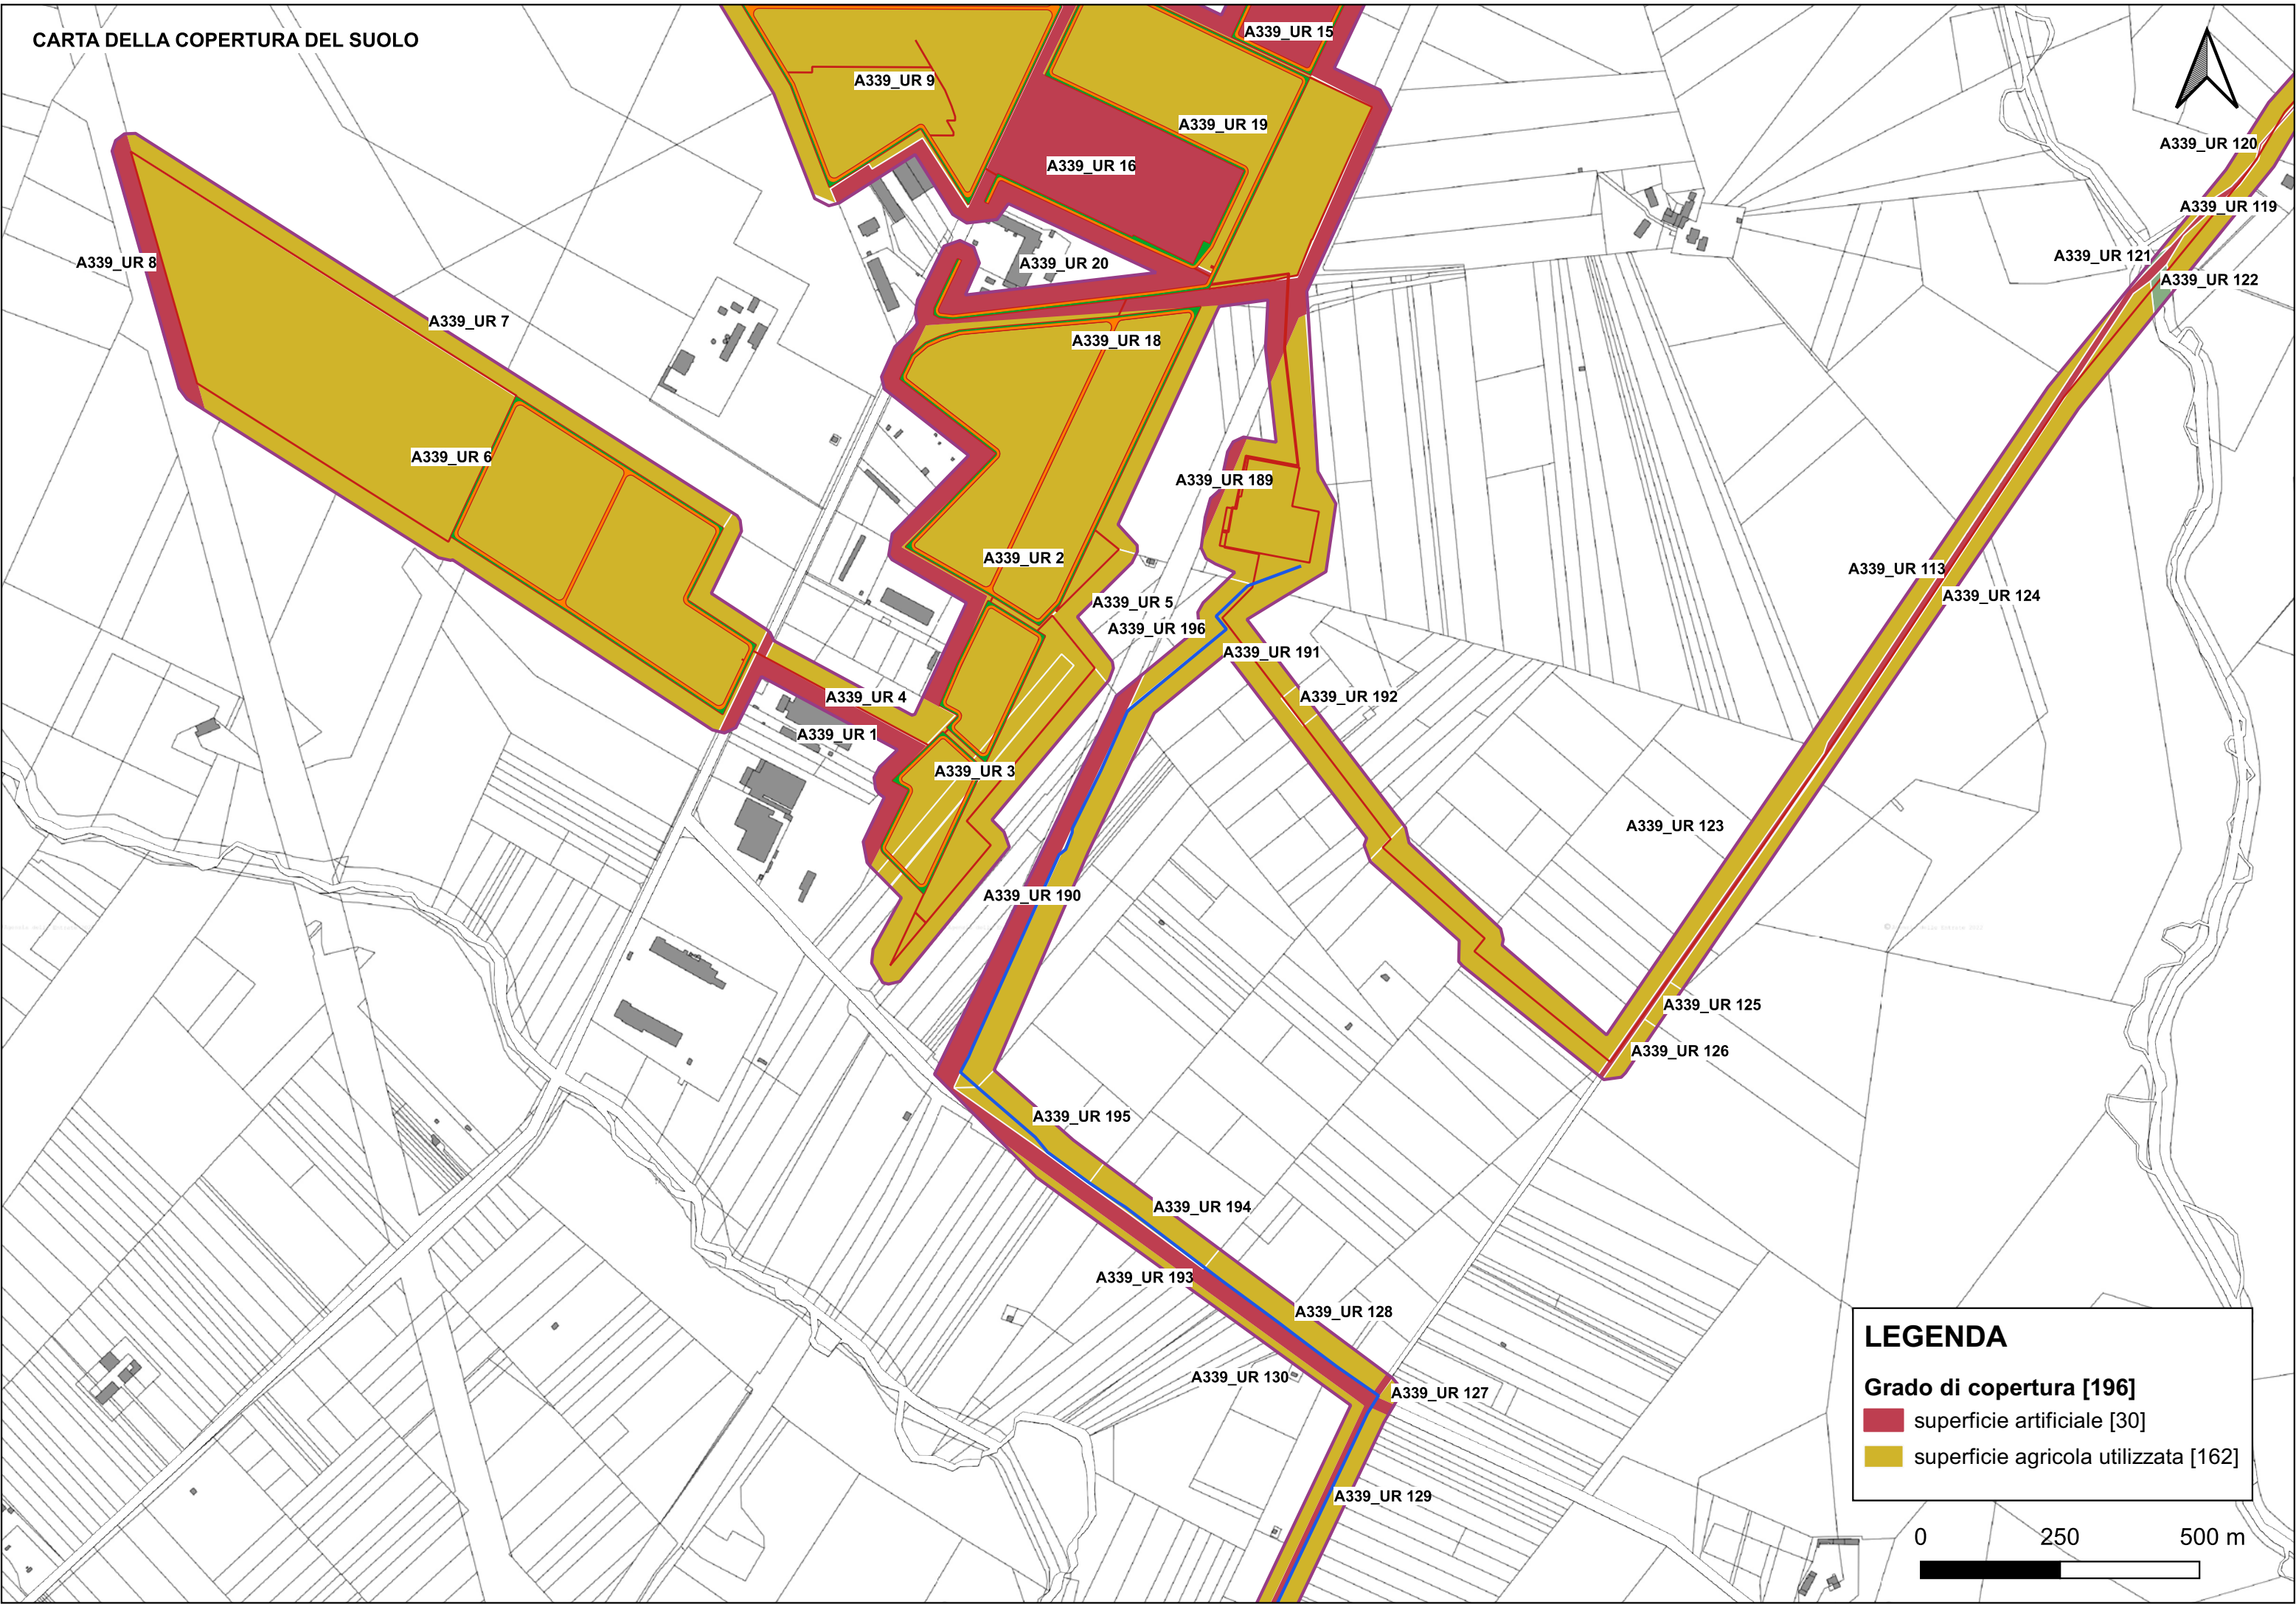 CARTA DELLA COPERTURA DEL SUOLO
A339_UR 15
A339_UR 9
A339_UR 19
A339_UR 120
A339_UR 16
A339_UR 119
A339_UR 8
A339_UR 20
A339_UR 121
A339_UR 122
A339_UR 7
A339_UR 18
A339_UR 6
A339_UR 189
A339_UR 2
A339_UR 113
A339_UR 124
A339_UR 5
A339_UR 196
A339_UR 191
A339_UR 4
A339_UR 192
A339_UR 1
A339_UR 3
A339_UR 123
A339_UR 190
A339_UR 125
A339_UR 126
A339_UR 195
A339_UR 194
A339_UR 193
A339_UR 128
A339_UR 130
A339_UR 127
A339_UR 129
LEGENDA
Grado di copertura [196]
superficie artificiale [30]
superficie agricola utilizzata [162]
0 250 500 m